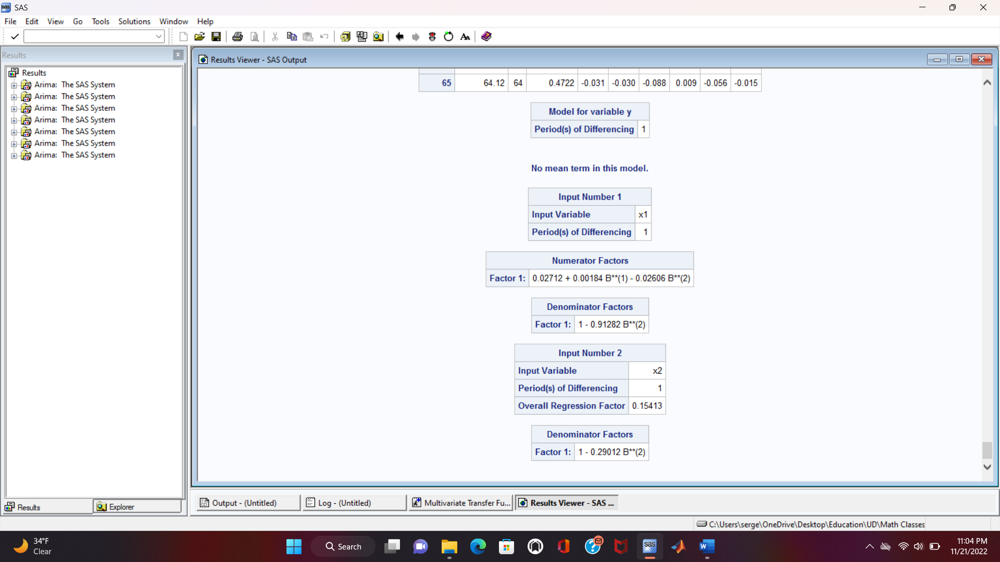 SAS
File Edit View Go Tools Solutions Window Help
Results
Results Viewer - SAS Output
Results
Arima: The SAS System
Arima: The SAS System
Arima: The SAS System
Arima: The SAS System
Arima: The SAS System
Arima: The SAS System
Arima: The SAS System
65 64.12 64 0.4722 -0.031 -0.030 -0.088 0.009 -0.056 -0.015
Model for variable y
Period(s) of Differencing 1
No mean term in this model.
Input Number 1
Input Variable x1
Period(s) of Differencing 1
Numerator Factors
Factor 1: 0.02712 + 0.00184 B**(1) - 0.02606 B**(2)
Denominator Factors
Factor 1: 1 - 0.91282 B**(2)
Input Number 2
Input Variable x2
Period(s) of Differencing 1
Overall Regression Factor 0.15413
Denominator Factors
Factor 1: 1 - 0.29012 B**(2)
Results Explorer
Output - (Untitled) Log - (Untitled) Multivariate Transfer Fu... Results Viewer - SAS ...
C:\Users\serge\OneDrive\Desktop\Education\UD\Math Classes
34°F
Clear
Search
sas
11:04 PM
11/21/2022